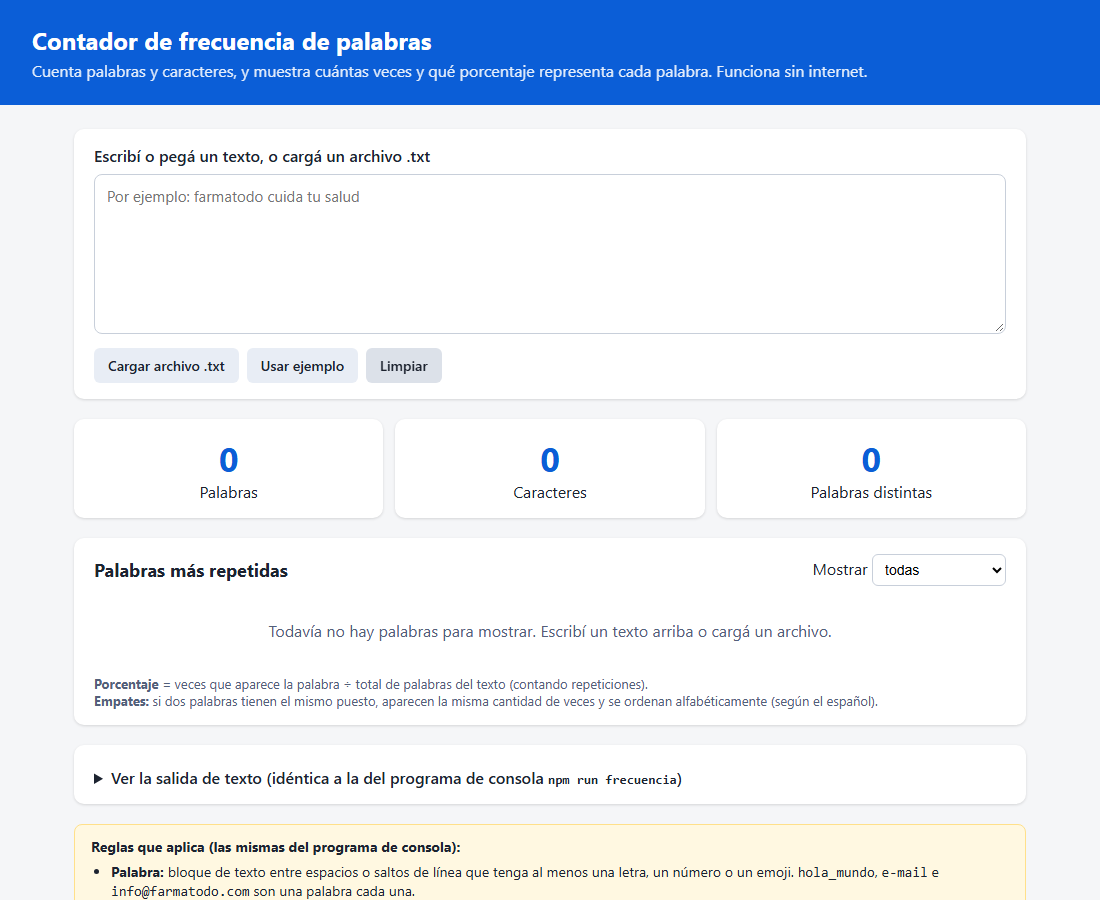 Contador de frecuencia de palabras
Cuenta palabras y caracteres, y muestra cuántas veces y qué porcentaje representa cada palabra. Funciona sin internet.
Escribí o pegá un texto, o cargá un archivo .txt
Por ejemplo: farmatodo cuida tu salud
Cargar archivo .txt Usar ejemplo Limpiar
0 0 0
Palabras Caracteres Palabras distintas
Palabras más repetidas Mostrar todas
Todavía no hay palabras para mostrar. Escribí un texto arriba o cargá un archivo.
Porcentaje = veces que aparece la palabra ÷ total de palabras del texto (contando repeticiones).
Empates: si dos palabras tienen el mismo puesto, aparecen la misma cantidad de veces y se ordenan alfabéticamente (según el español).
Ver la salida de texto (idéntica a la del programa de consola npm run frecuencia)
Reglas que aplica (las mismas del programa de consola):
• Palabra: bloque de texto entre espacios o saltos de línea que tenga al menos una letra, un número o un emoji. hola_mundo, e-mail e
info@farmatodo.com son una palabra cada una.